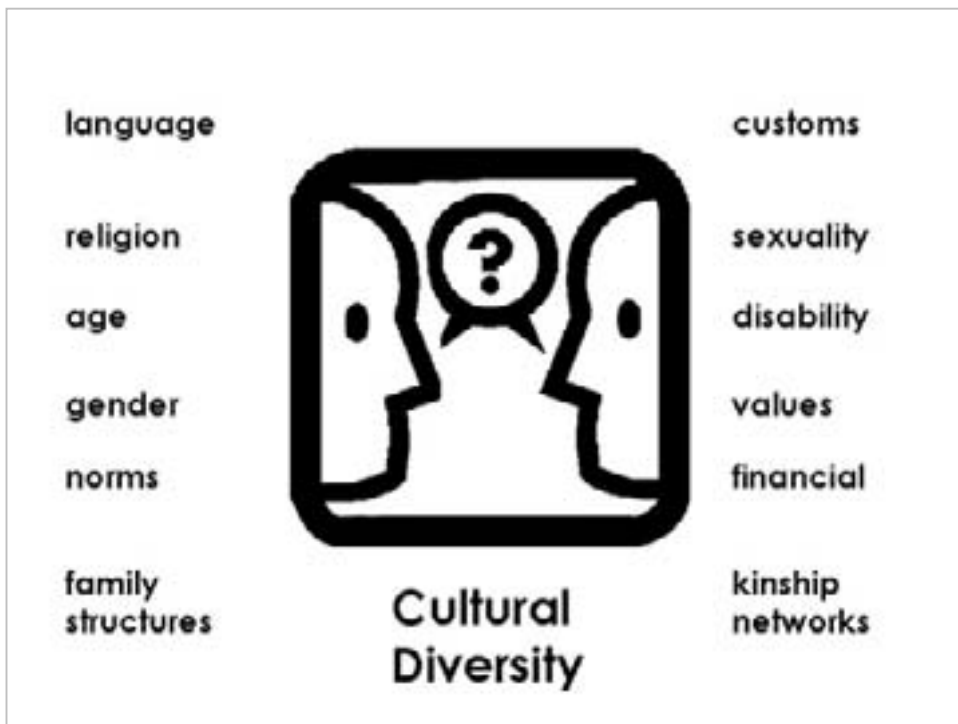 language
religion
age
gender
norms
family
structures
?
customs
sexuality
disability
values
financial
kinship
networks
Cultural
Diversity